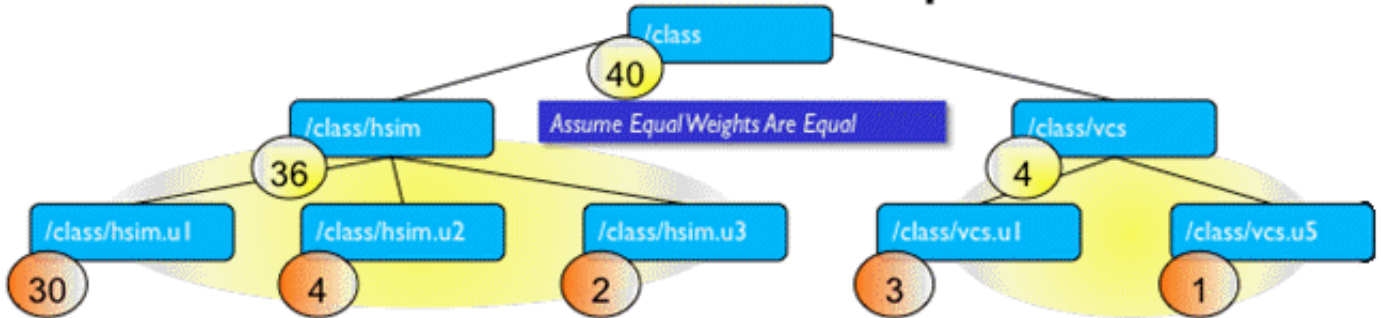 /class
40
/class/hsim
Assume Equal Weights Are Equal
/class/vcs
36
4
/class/hsim.u1
/class/hsim.u2
/class/hsim.u3
/class/vcs.u1
/class/vcs.u5
30
4
2
3
1